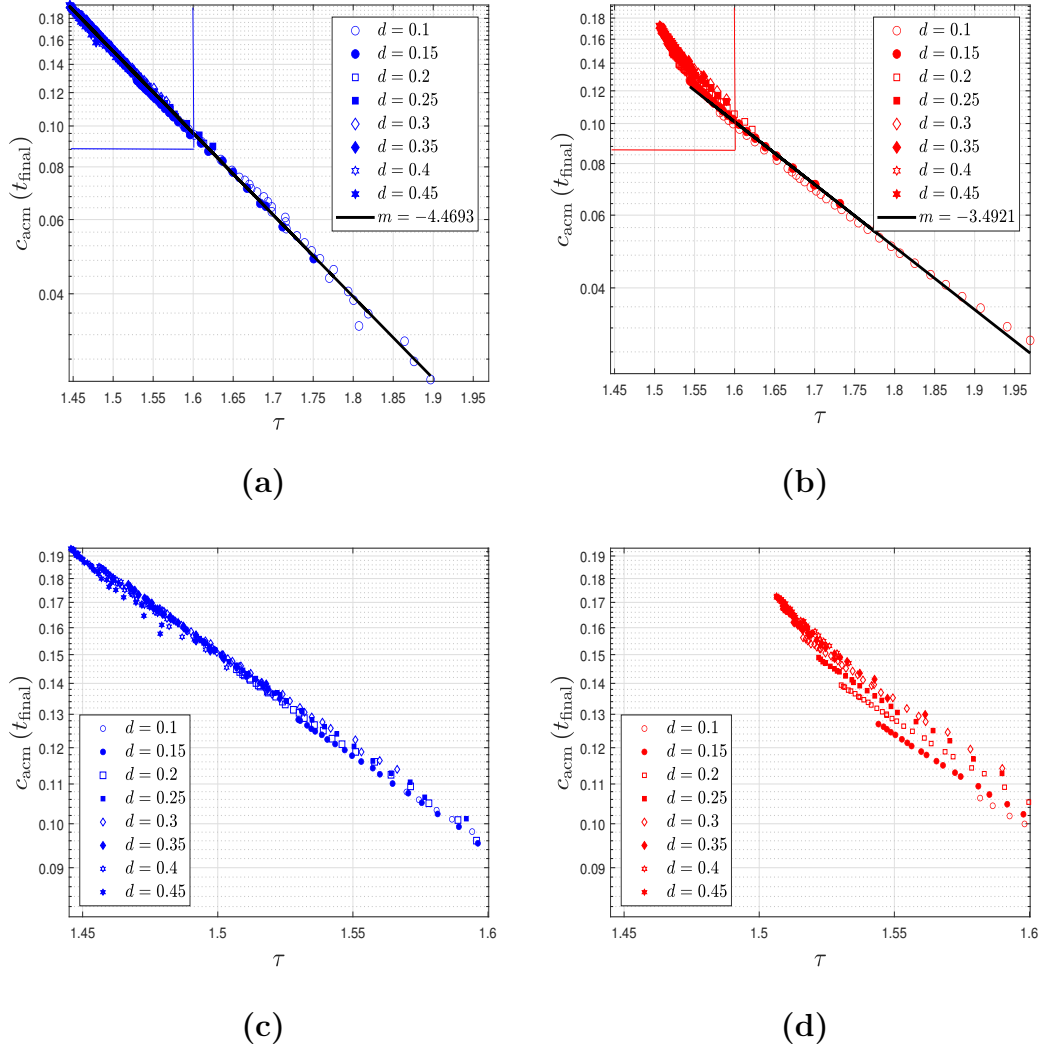 0.18
0.16
0.14
0.12
0.10
0.08
0.06
0.04
c_acm (t_final)
d = 0.1
d = 0.15
d = 0.2
d = 0.25
d = 0.3
d = 0.35
d = 0.4
d = 0.45
m = −4.4693
1.45 1.5 1.55 1.6 1.65 1.7 1.75 1.8 1.85 1.9 1.95
τ
(a)
0.18
0.16
0.14
0.12
0.10
0.08
0.06
0.04
c_acm (t_final)
d = 0.1
d = 0.15
d = 0.2
d = 0.25
d = 0.3
d = 0.35
d = 0.4
d = 0.45
m = −3.4921
1.45 1.5 1.55 1.6 1.65 1.7 1.75 1.8 1.85 1.9 1.95
τ
(b)
0.19
0.18
0.17
0.16
0.15
0.14
0.13
0.12
0.11
0.10
0.09
c_acm (t_final)
d = 0.1
d = 0.15
d = 0.2
d = 0.25
d = 0.3
d = 0.35
d = 0.4
d = 0.45
1.45 1.5 1.55 1.6
τ
(c)
0.19
0.18
0.17
0.16
0.15
0.14
0.13
0.12
0.11
0.10
0.09
c_acm (t_final)
d = 0.1
d = 0.15
d = 0.2
d = 0.25
d = 0.3
d = 0.35
d = 0.4
d = 0.45
1.45 1.5 1.55 1.6
τ
(d)